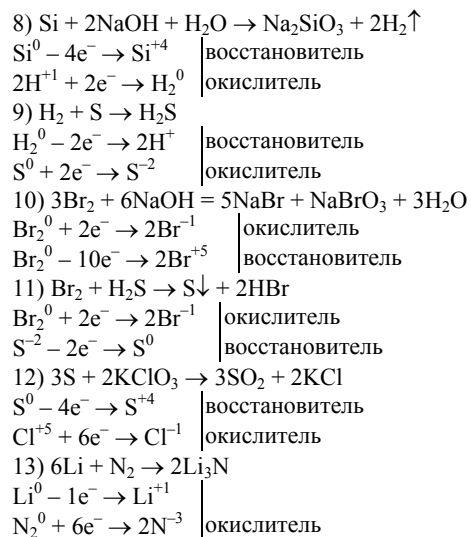 8) Si + 2NaOH + H₂O → Na₂SiO₃ + 2H₂↑
Si⁰ – 4e⁻ → Si⁺⁴ восстановитель
2H⁺¹ + 2e⁻ → H₂⁰ окислитель
9) H₂ + S → H₂S
H₂⁰ – 2e⁻ → 2H⁺ восстановитель
S⁰ + 2e⁻ → S⁻² окислитель
10) 3Br₂ + 6NaOH = 5NaBr + NaBrO₃ + 3H₂O
Br₂⁰ + 2e⁻ → 2Br⁻¹ окислитель
Br₂⁰ – 10e⁻ → 2Br⁺⁵ восстановитель
11) Br₂ + H₂S → S↓ + 2HBr
Br₂⁰ + 2e⁻ → 2Br⁻¹ окислитель
S⁻² – 2e⁻ → S⁰ восстановитель
12) 3S + 2KClO₃ → 3SO₂ + 2KCl
S⁰ – 4e⁻ → S⁺⁴ восстановитель
Cl⁺⁵ + 6e⁻ → Cl⁻¹ окислитель
13) 6Li + N₂ → 2Li₃N
Li⁰ – 1e⁻ → Li⁺¹
N₂⁰ + 6e⁻ → 2N⁻³ окислитель